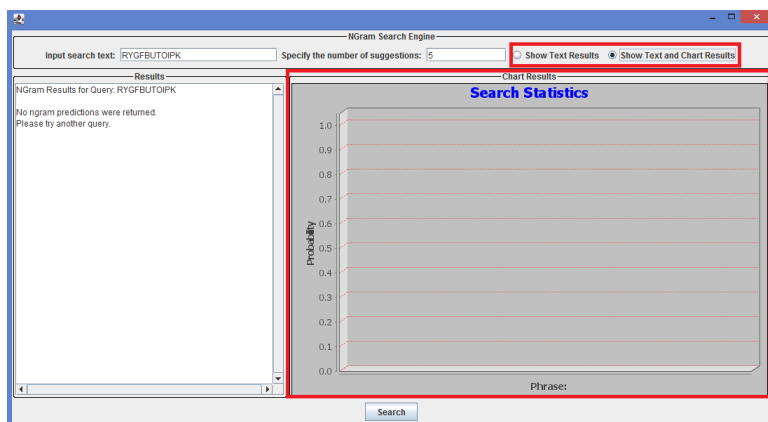 NGram Search Engine
Input search text: RYGFBUTOIPK Specify the number of suggestions: 5 Show Text Results Show Text and Chart Results
Results
NGram Results for Query: RYGFBUTOIPK
No ngram predictions were returned.
Please try another query.
Chart Results
Search Statistics
1.0
0.9
0.8
0.7
0.6
0.5
0.4
0.3
0.2
0.1
0.0
Probability
Phrase:
Search